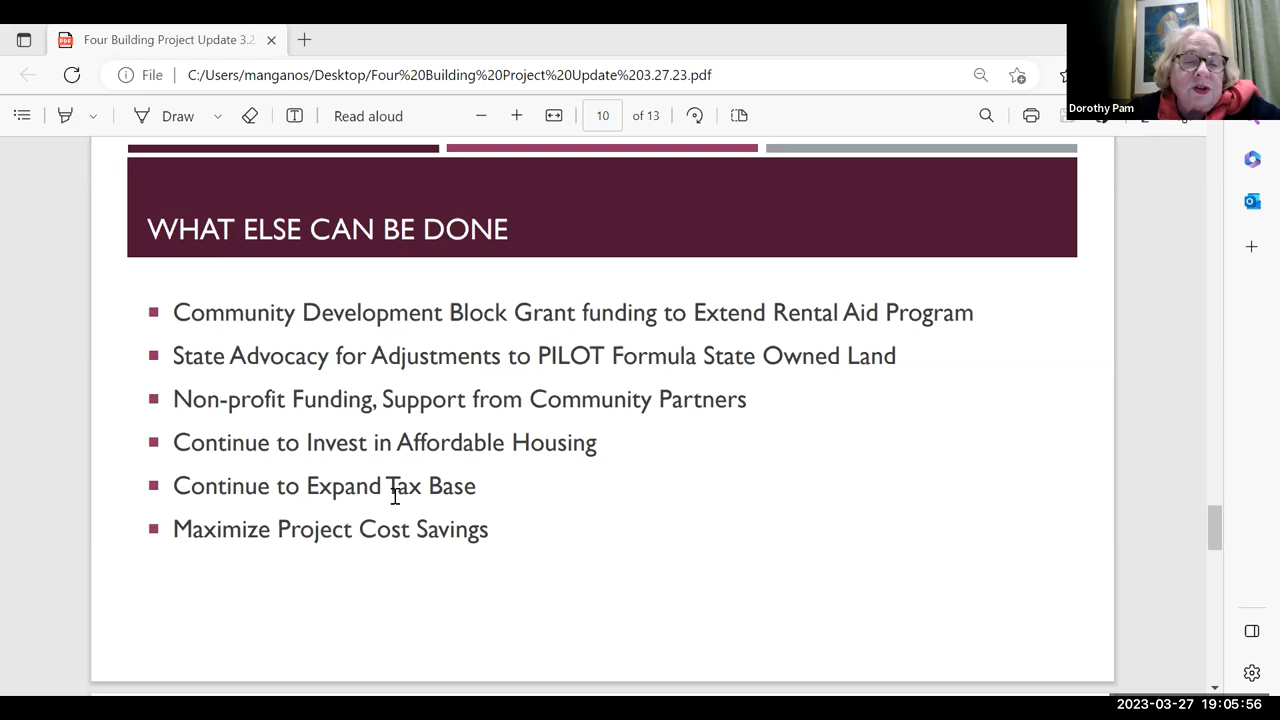 Four Building Project Update 3.2
File
C:/Users/manganos/Desktop/Four%20Building%20Project%20Update%203.27.23.pdf
Dorothy Pam
Draw
Read aloud
10
of 13
WHAT ELSE CAN BE DONE
Community Development Block Grant funding to Extend Rental Aid Program
State Advocacy for Adjustments to PILOT Formula State Owned Land
Non-profit Funding, Support from Community Partners
Continue to Invest in Affordable Housing
Continue to Expand Tax Base
Maximize Project Cost Savings
2023-03-27 19:05:56